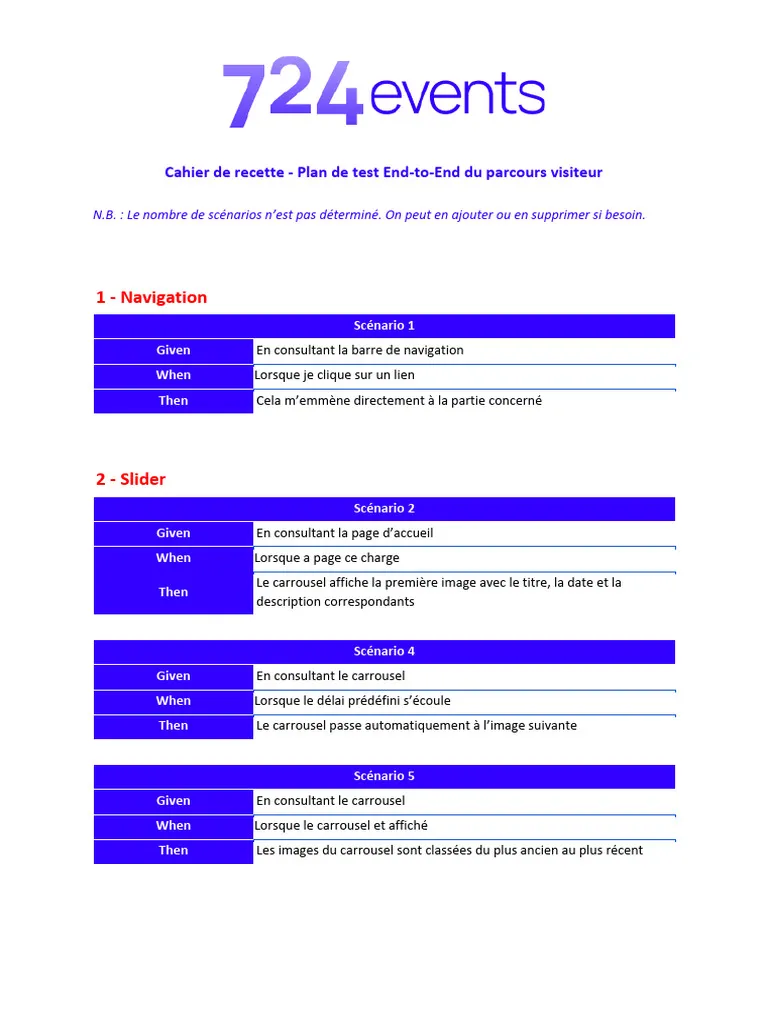 724events
Cahier de recette - Plan de test End-to-End du parcours visiteur
N.B. : Le nombre de scénarios n’est pas déterminé. On peut en ajouter ou en supprimer si besoin.
1 - Navigation
Scénario 1
Given En consultant la barre de navigation
When Lorsque je clique sur un lien
Then Cela m’emmène directement à la partie concerné
2 - Slider
Scénario 2
Given En consultant la page d’accueil
When Lorsque a page ce charge
Then Le carrousel affiche la première image avec le titre, la date et la
description correspondants
Scénario 4
Given En consultant le carrousel
When Lorsque le délai prédéfini s’écoule
Then Le carrousel passe automatiquement à l’image suivante
Scénario 5
Given En consultant le carrousel
When Lorsque le carrousel et affiché
Then Les images du carrousel sont classées du plus ancien au plus récent